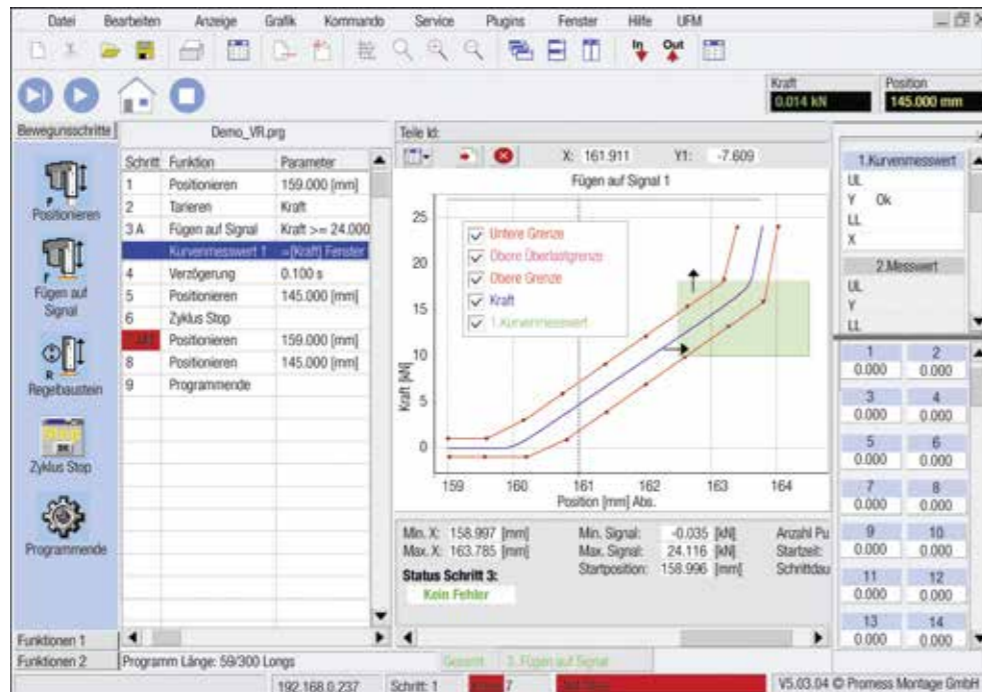 Datei Bearbeiten Anzeige Grafik Kommando Service Plugins Fenster Hilfe UFM
In Out
Kraft Position
0.014 kN 145.000 mm
Bewegunsschritte
Positionieren
Fügen auf
Signal
Regelbaustein
Stop
Zyklus Stop
Programmende
Funktionen 1
Funktionen 2
Demo_VR.prg
Schritt Funktion Parameter
1 Positionieren 159.000 [mm]
2 Tarieren Kraft
3 A Fügen auf Signal Kraft >= 24.000
Kurvenmesswert 1 =(Kraft) Fenster
4 Verzögerung 0.100 s
5 Positionieren 145.000 [mm]
6 Zyklus Stop
Positionieren 159.000 [mm]
8 Positionieren 145.000 [mm]
9 Programmende
Teile Id:
X: 161.911 Y1: -7.609
Fügen auf Signal 1
Untere Grenze
Obere Überlastgrenze
Obere Grenze
Kraft
1.Kurvenmesswert
Kraft [kN]
25
20
15
10
5
0
159 160 161 162 163 164
Position [mm] Abs.
Min. X: 158.997 [mm] Min. Signal: -0.035 [kN] Anzahl Pu
Max. X: 163.785 [mm] Max. Signal: 24.116 [kN] Startzeit:
Startposition: 158.996 [mm] Schrittdau
Status Schritt 3:
Kein Fehler
1.Kurvenmesswert
UL
Y Ok
LL
X
2.Messwert
UL
Y
LL
1 2
0.000 0.000
3 4
0.000 0.000
5 6
0.000 0.000
7 8
0.000 0.000
9 10
0.000 0.000
11 12
0.000 0.000
13 14
0.000 0.000
Programm Länge: 59/300 Longs
Gesamt 3. Fügen auf Signal
192.168.0.237 Schritt: 1 7
V5.03.04 © Promess Montage GmbH